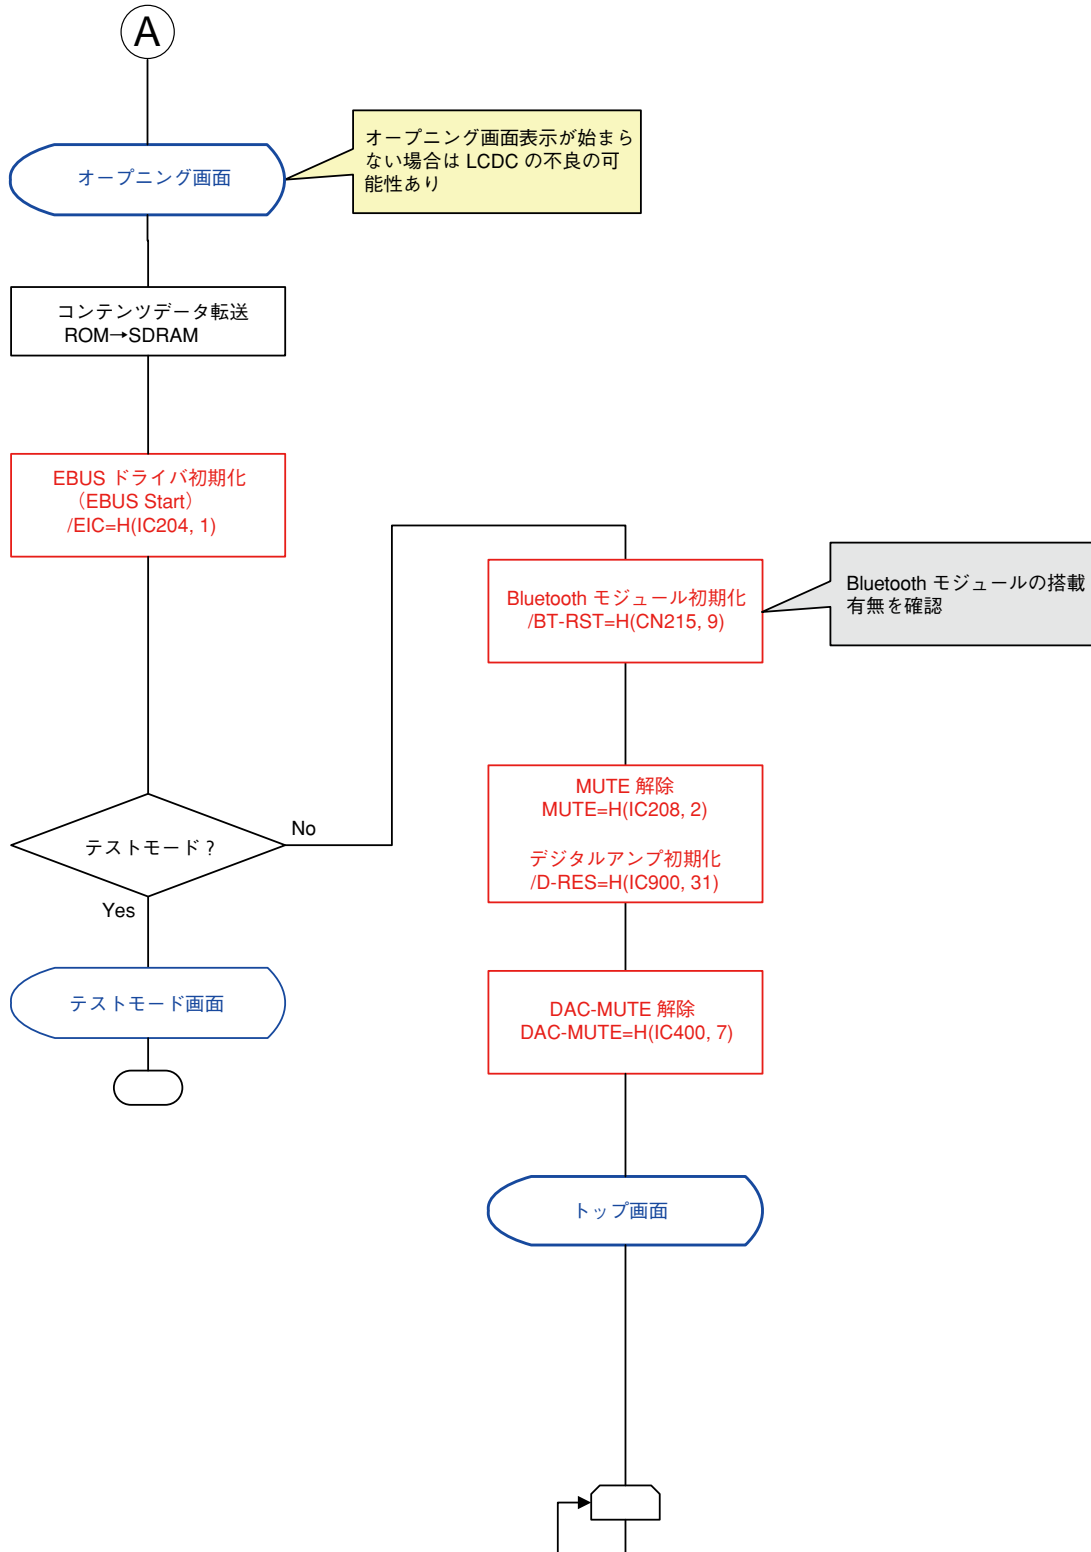 A
オープニング画面
オープニング画面表示が始まら
ない場合は LCDC の不良の可
能性あり
コンテンツデータ転送
ROM→SDRAM
EBUS ドライバ初期化
（EBUS Start）
/EIC=H(IC204, 1)
テストモード？
No
Yes
テストモード画面
Bluetooth モジュール初期化
/BT-RST=H(CN215, 9)
Bluetooth モジュールの搭載
有無を確認
MUTE 解除
MUTE=H(IC208, 2)
デジタルアンプ初期化
/D-RES=H(IC900, 31)
DAC-MUTE 解除
DAC-MUTE=H(IC400, 7)
トップ画面